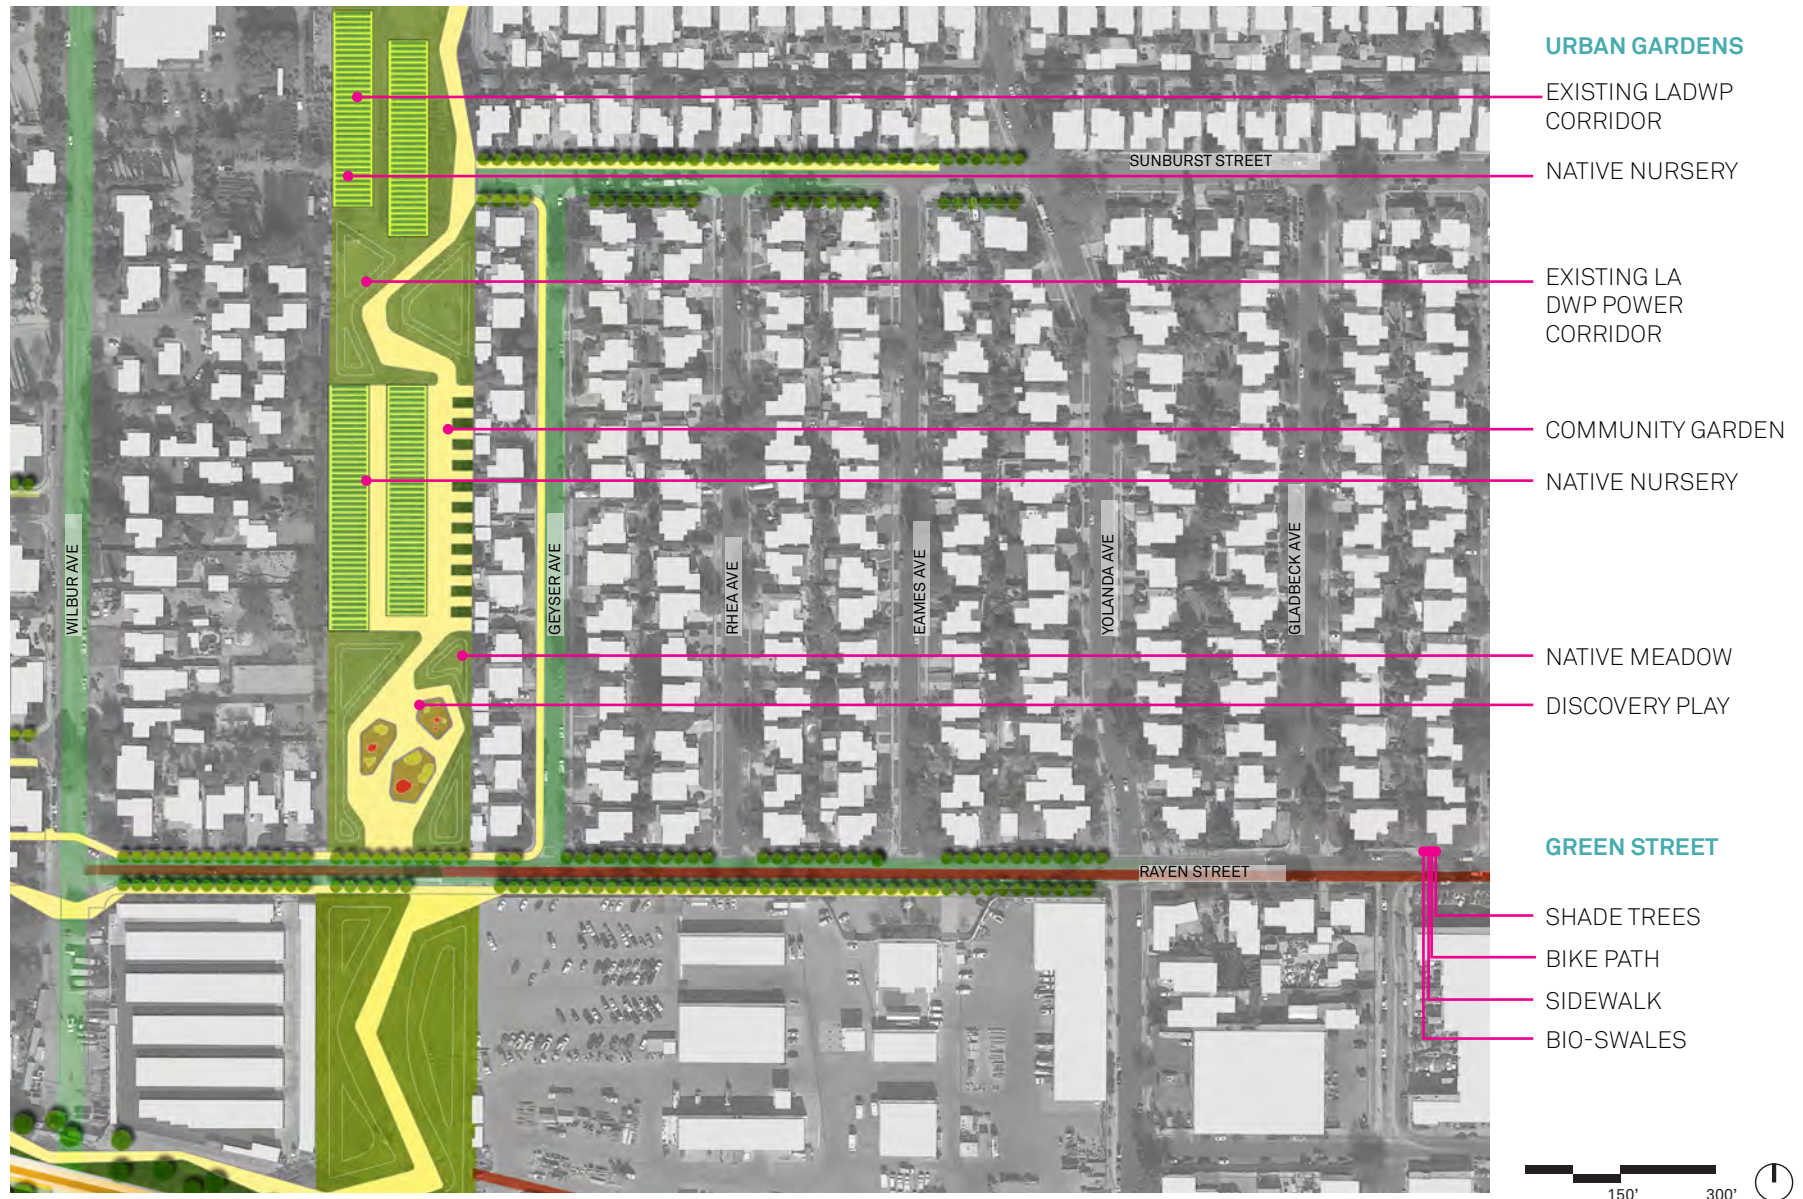 URBAN GARDENS
EXISTING LADWP
CORRIDOR
NATIVE NURSERY
EXISTING LA
DWP POWER
CORRIDOR
COMMUNITY GARDEN
NATIVE NURSERY
NATIVE MEADOW
DISCOVERY PLAY
GREEN STREET
SHADE TREES
BIKE PATH
SIDEWALK
BIO-SWALES
SUNBURST STREET
WILBUR AVE
GEYSER AVE
RHEA AVE
EAMES AVE
YOLANDA AVE
GLADBECK AVE
RAYEN STREET
150' 300'